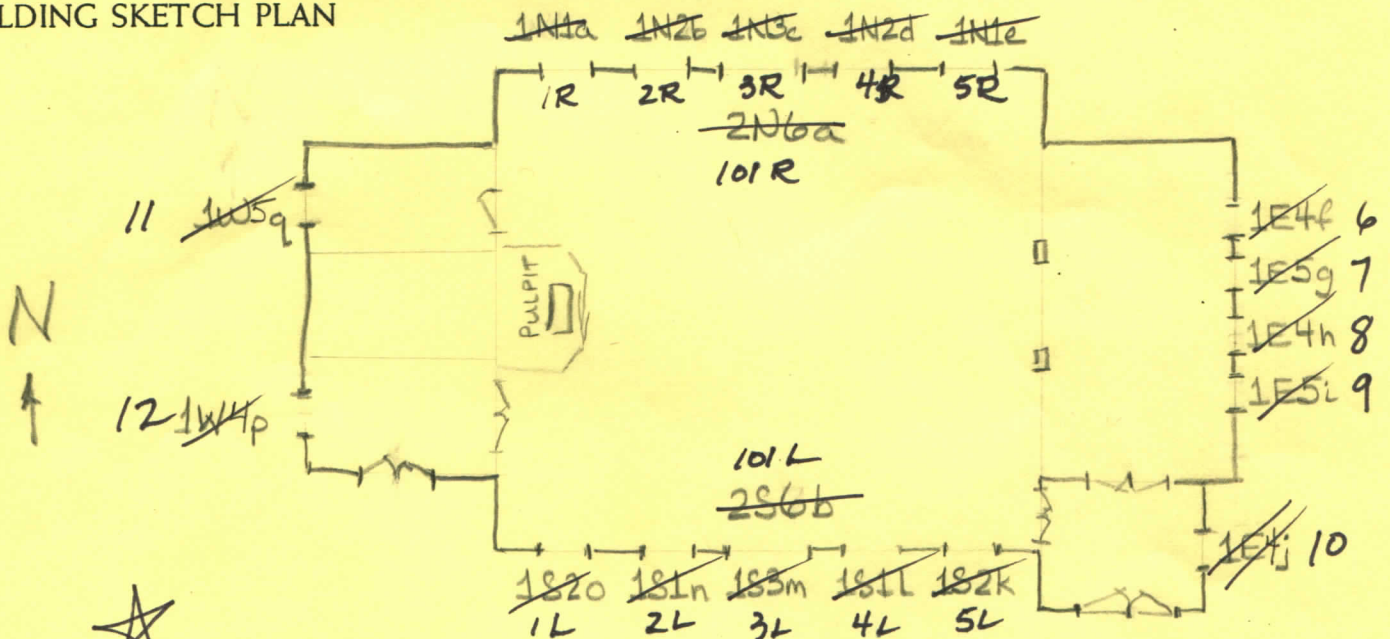 LDING SKETCH PLAN
1N1a 1N2b 1N3c 1N2d 1N1e
1R 2R 3R 4R 5R
2N6a
101 R
11 1W5q
1E4f 6
1E5g 7
PULPIT
N
1E4h 8
1E5i 9
12 1W4p
101 L
2S6b
1E4j 10
1S2o 1S1n 1S3m 1S1l 1S2k
1L 2L 3L 4L 5L